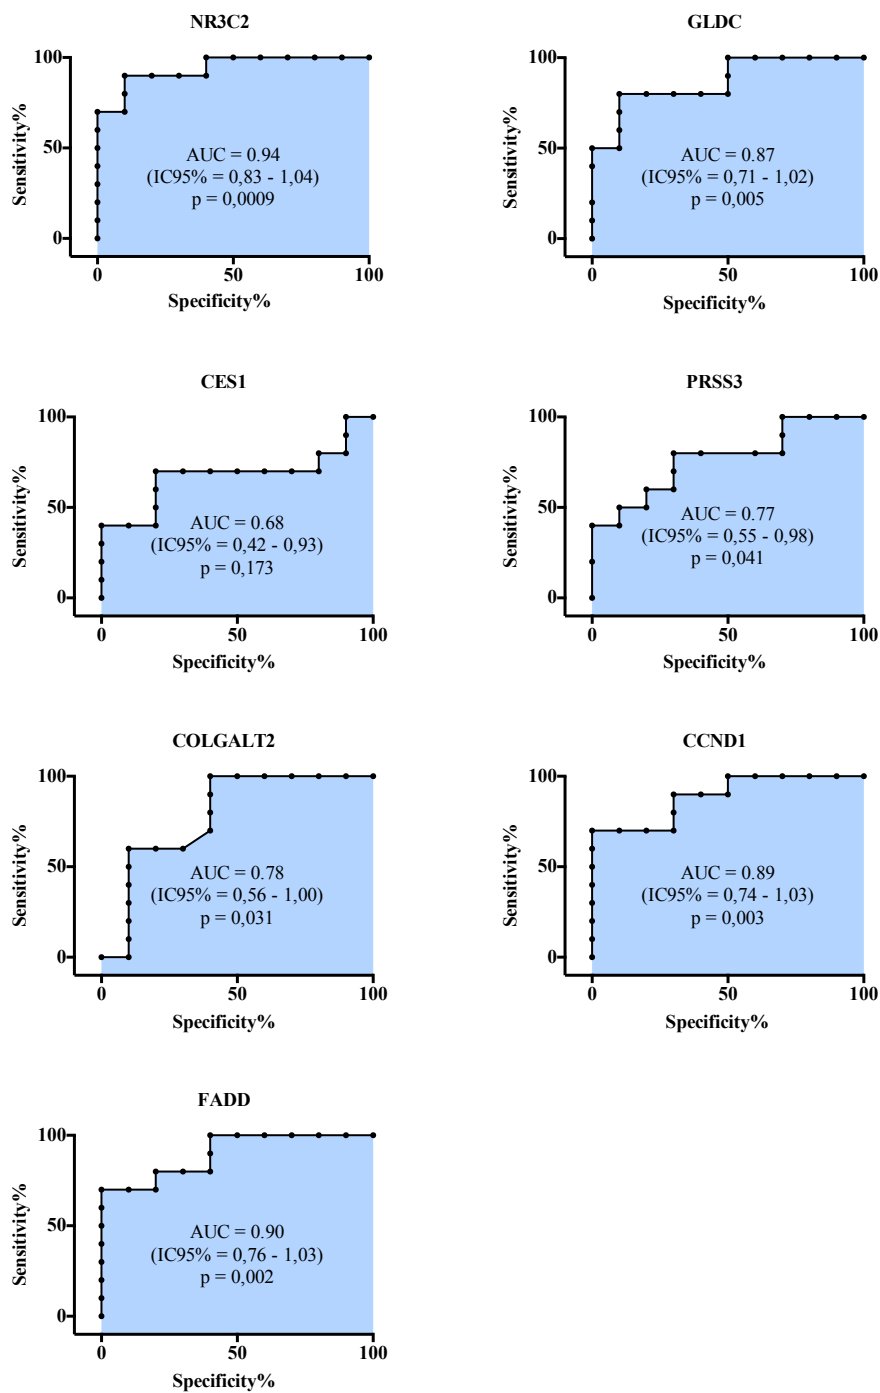 NR3C2
100
50
0
Sensitivity%
AUC = 0.94
(IC95% = 0,83 - 1,04)
p = 0,0009
0 50 100
Specificity%
GLDC
100
50
0
Sensitivity%
AUC = 0.87
(IC95% = 0,71 - 1,02)
p = 0,005
0 50 100
Specificity%
CES1
100
50
0
Sensitivity%
AUC = 0.68
(IC95% = 0,42 - 0,93)
p = 0,173
0 50 100
Specificity%
PRSS3
100
50
0
Sensitivity%
AUC = 0.77
(IC95% = 0,55 - 0,98)
p = 0,041
0 50 100
Specificity%
COLGALT2
100
50
0
Sensitivity%
AUC = 0.78
(IC95% = 0,56 - 1,00)
p = 0,031
0 50 100
Specificity%
CCND1
100
50
0
Sensitivity%
AUC = 0.89
(IC95% = 0,74 - 1,03)
p = 0,003
0 50 100
Specificity%
FADD
100
50
0
Sensitivity%
AUC = 0.90
(IC95% = 0,76 - 1,03)
p = 0,002
0 50 100
Specificity%